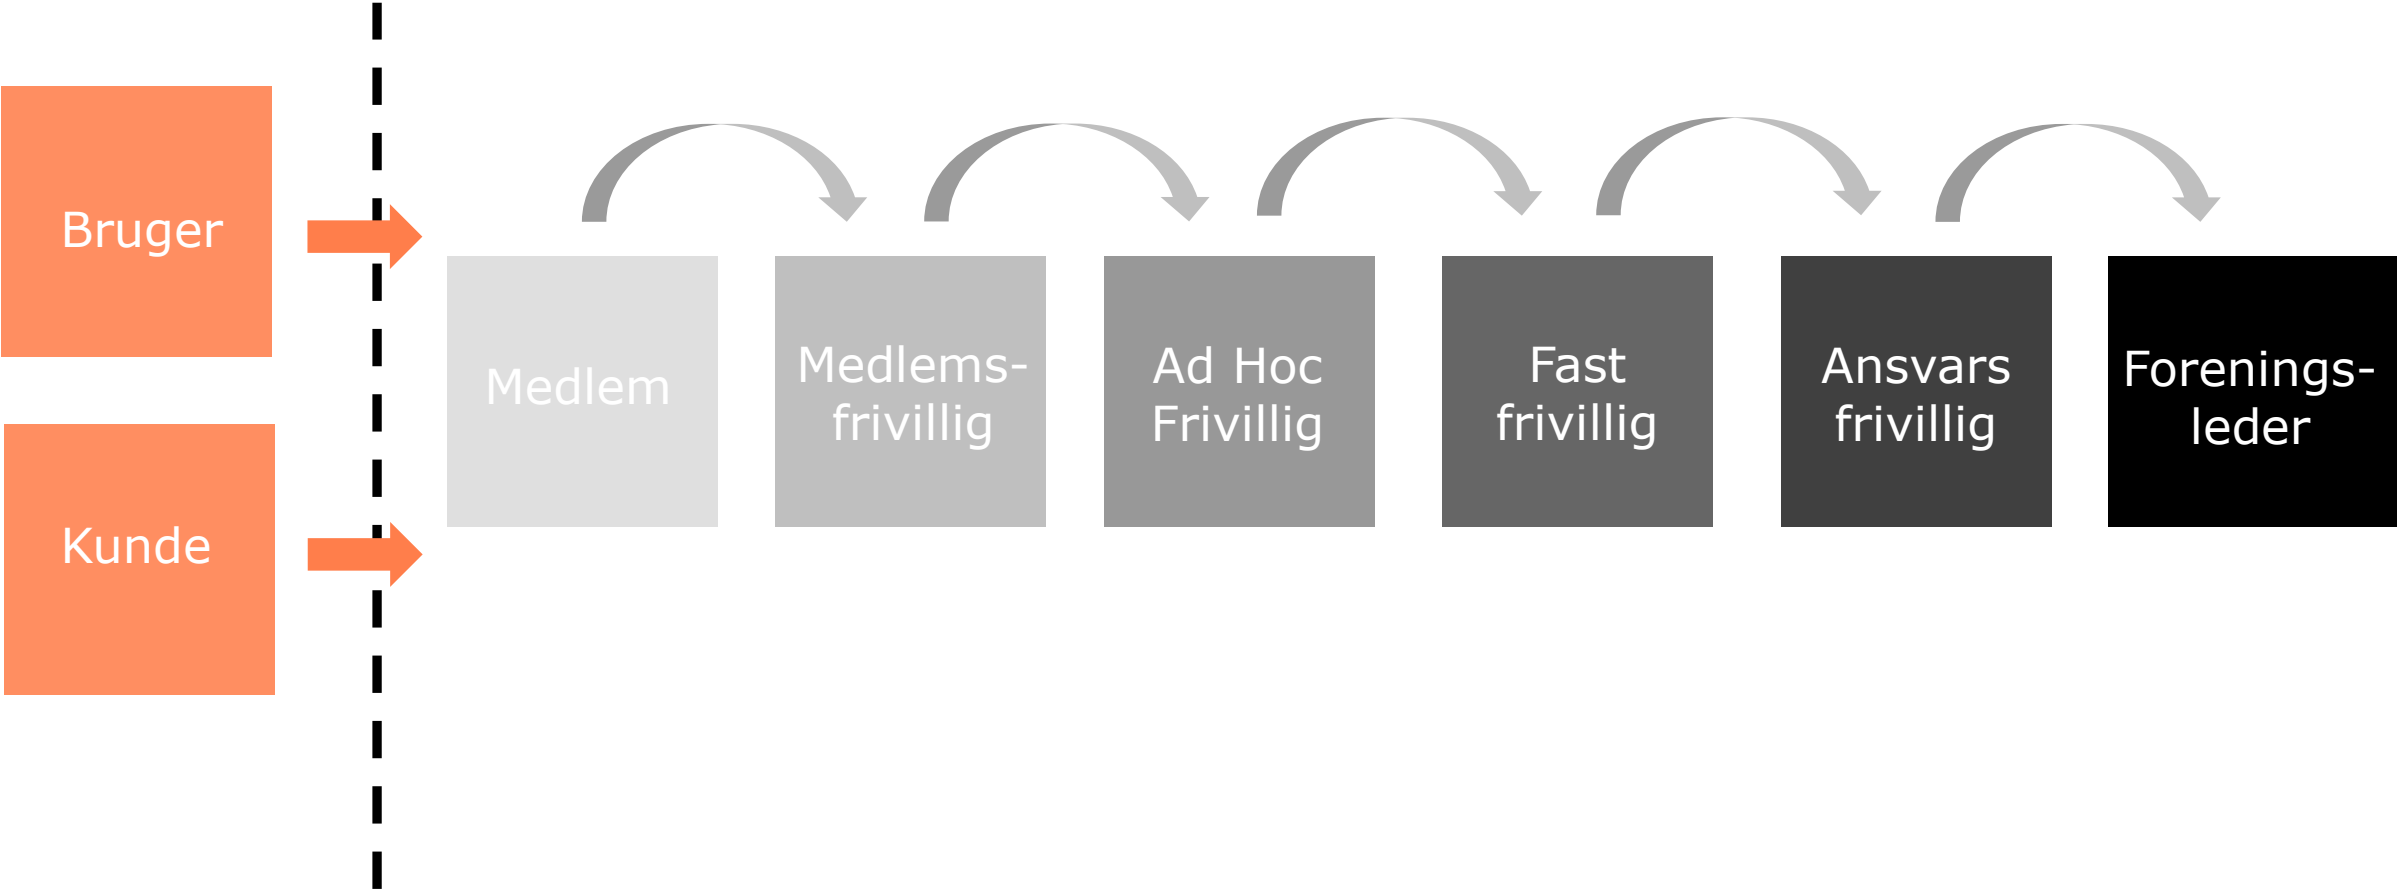 Bruger
Kunde
Medlem
Medlems-
frivillig
Ad Hoc
Frivillig
Fast
frivillig
Ansvars
frivillig
Forenings-
leder